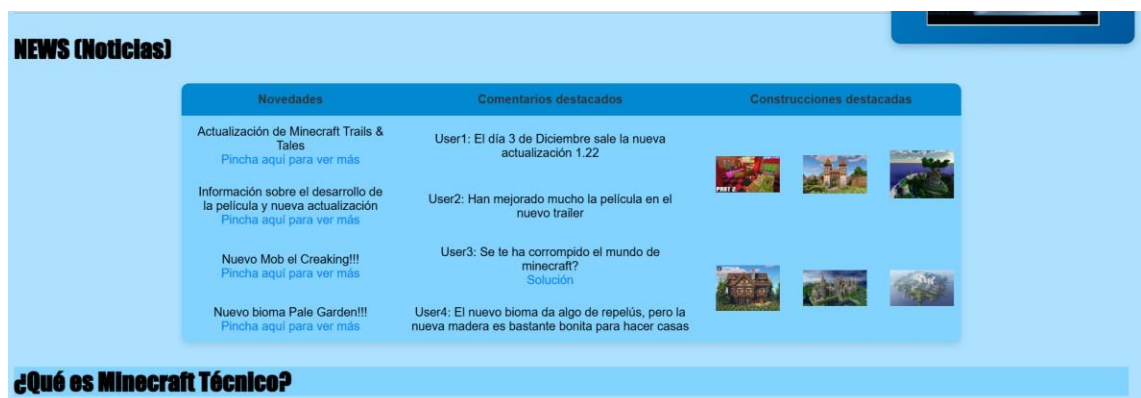 NEWS (Noticias)
Novedades
Comentarios destacados
Construcciones destacadas
Actualización de Minecraft Trails &
Tales
Pincha aquí para ver más
User1: El día 3 de Diciembre sale la nueva
actualización 1.22
PART 2
Información sobre el desarrollo de
la película y nueva actualización
Pincha aquí para ver más
User2: Han mejorado mucho la película en el
nuevo trailer
Nuevo Mob el Creaking!!!
Pincha aquí para ver más
User3: Se te ha corrompido el mundo de
minecraft?
Solución
Nuevo bioma Pale Garden!!!
Pincha aquí para ver más
User4: El nuevo bioma da algo de repelús, pero la
nueva madera es bastante bonita para hacer casas
¿Qué es Minecraft Técnico?